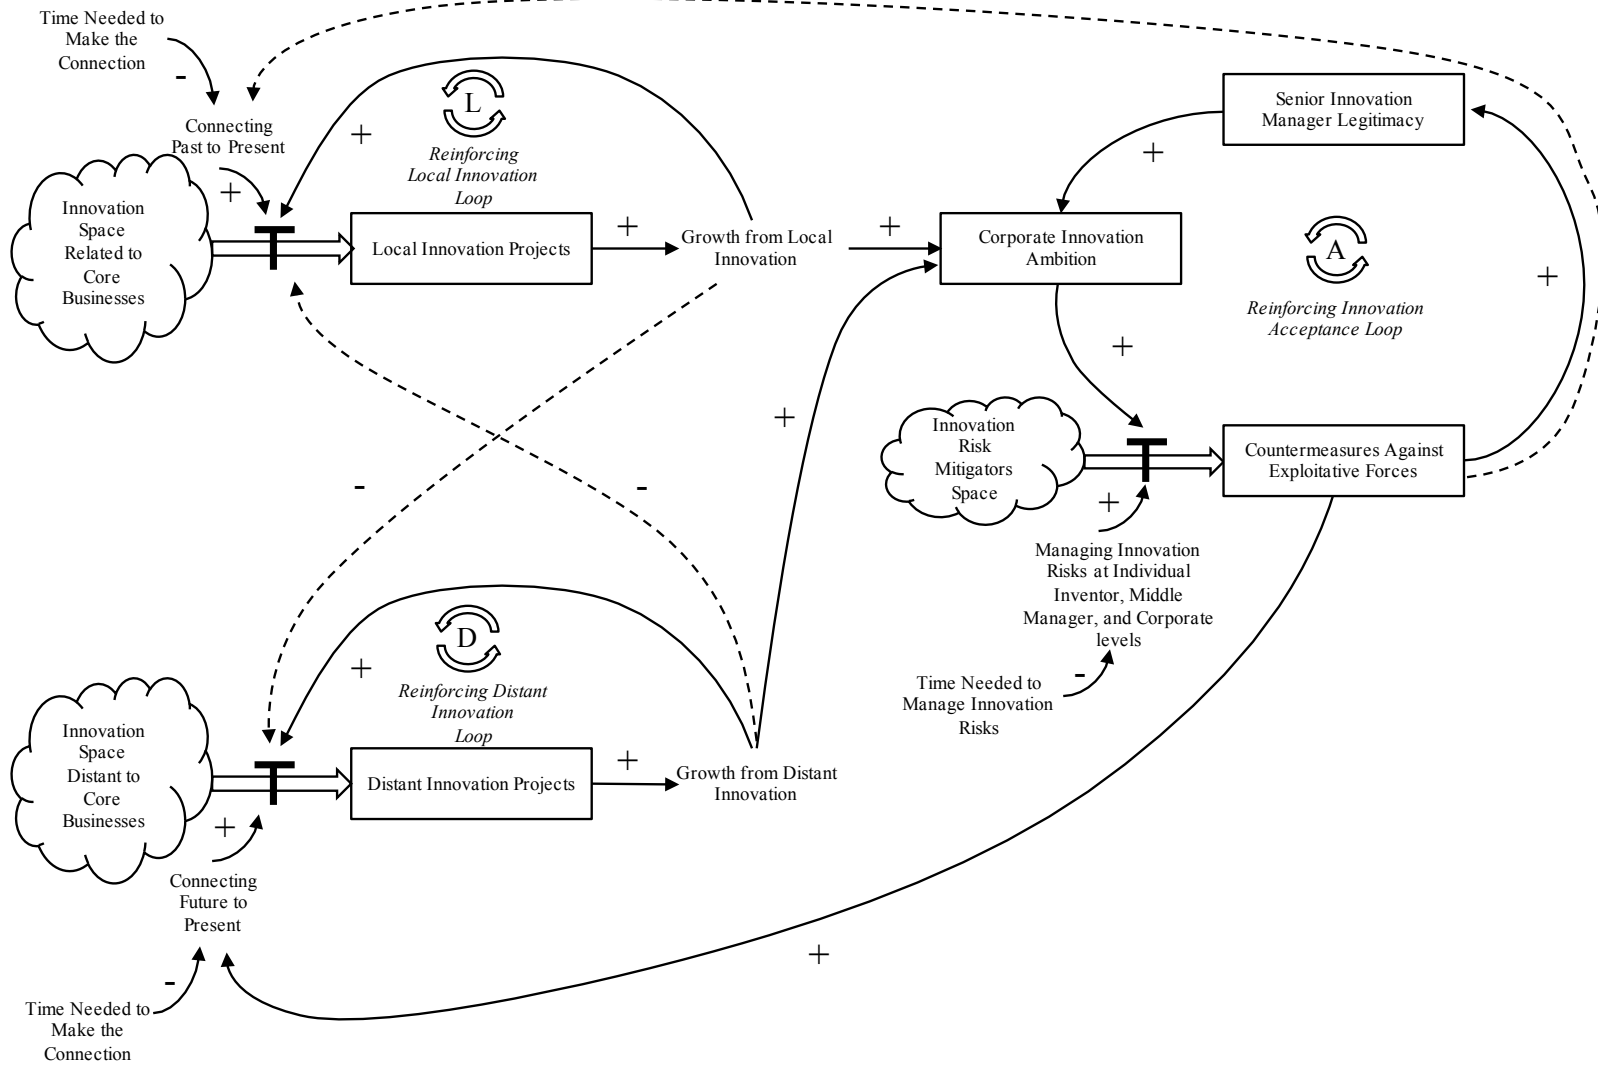 Time Needed to
Make the
Connection
-
Connecting
Past to Present
+
+
L
Reinforcing
Local Innovation
Loop
Innovation
Space
Related to
Core
Businesses
Local Innovation Projects
+
Growth from Local
Innovation
+
Corporate Innovation
Ambition
+
Senior Innovation
Manager Legitimacy
A
Reinforcing Innovation
Acceptance Loop
+
+
+
-
-
Innovation
Risk
Mitigators
Space
Countermeasures Against
Exploitative Forces
+
Managing Innovation
Risks at Individual
Inventor, Middle
Manager, and Corporate
levels
-
Time Needed to
Manage Innovation
Risks
+
D
Reinforcing Distant
Innovation
Loop
Innovation
Space
Distant to
Core
Businesses
Distant Innovation Projects
+
Growth from Distant
Innovation
+
Connecting
Future to
Present
-
Time Needed to
Make the
Connection
+